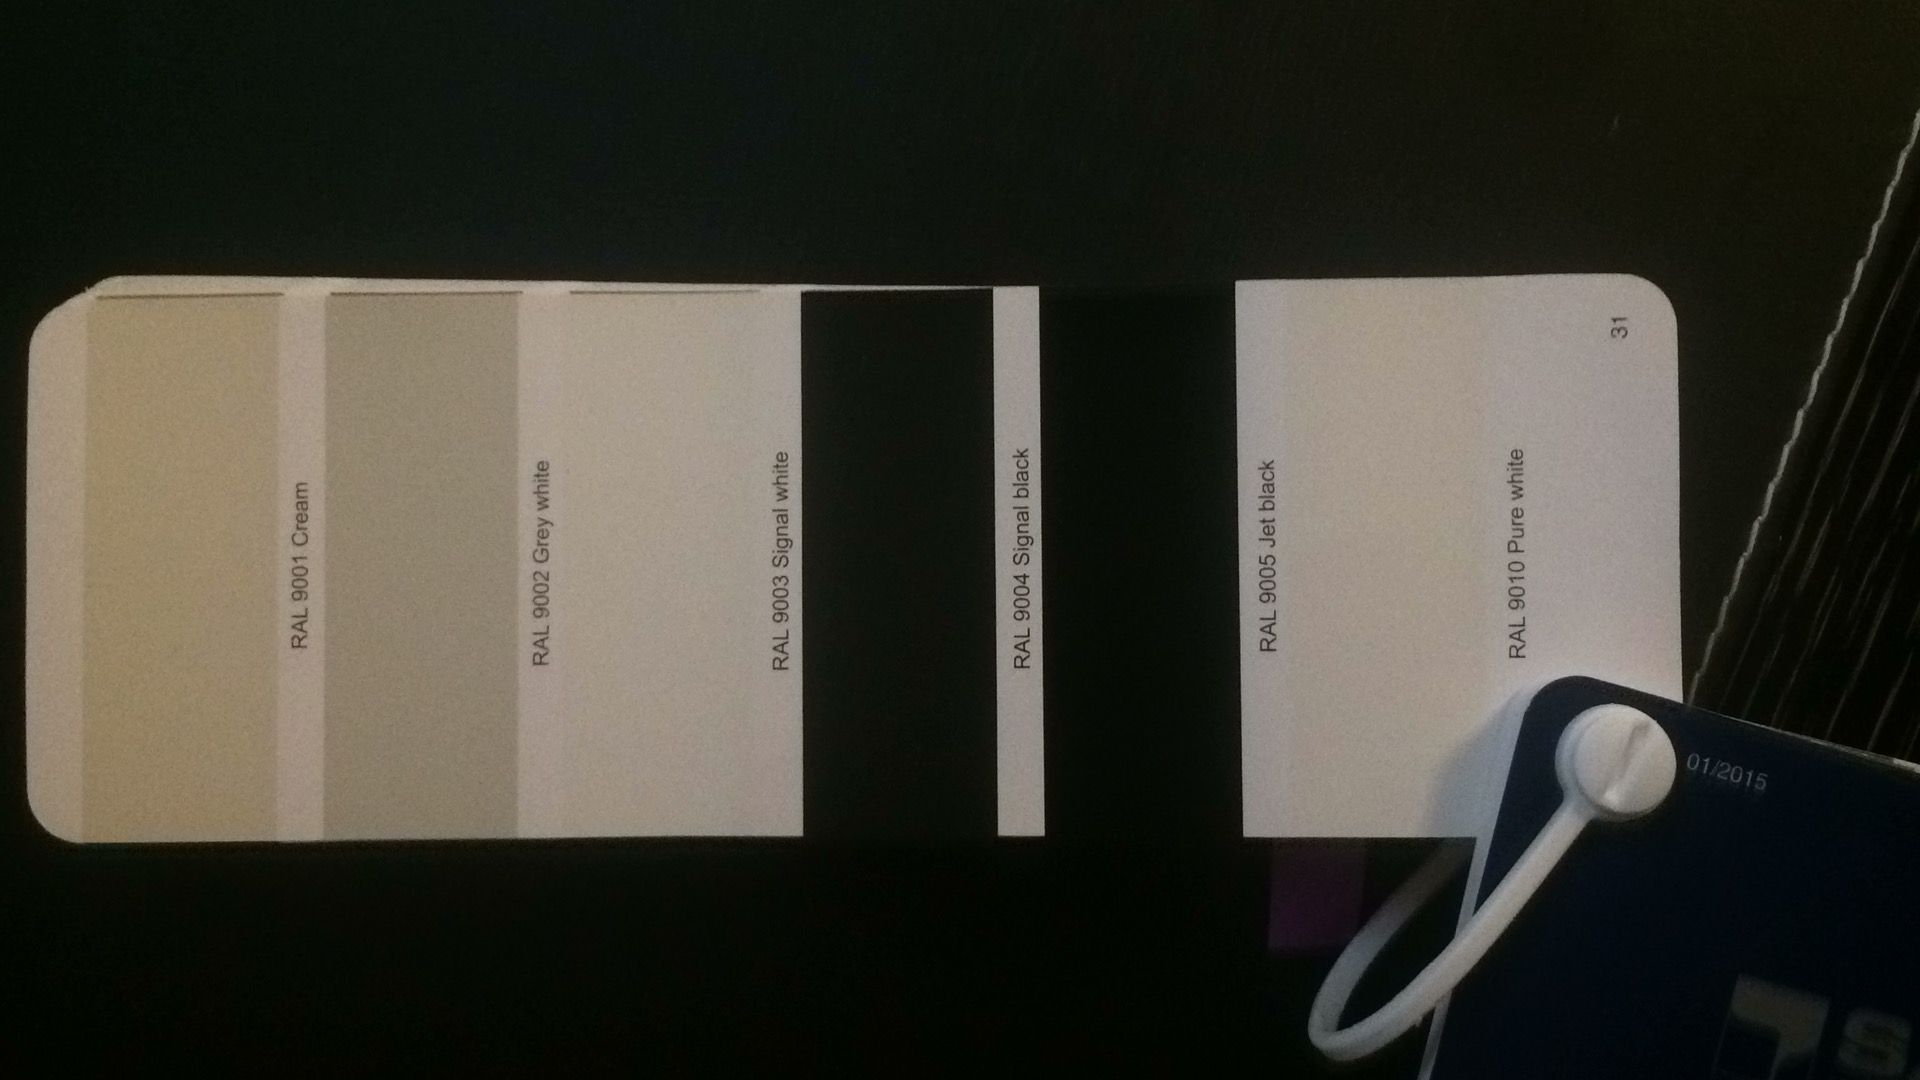 RAL 9001 Cream
RAL 9002 Grey white
RAL 9003 Signal white
RAL 9004 Signal black
RAL 9005 Jet black
RAL 9010 Pure white
31
01/2015